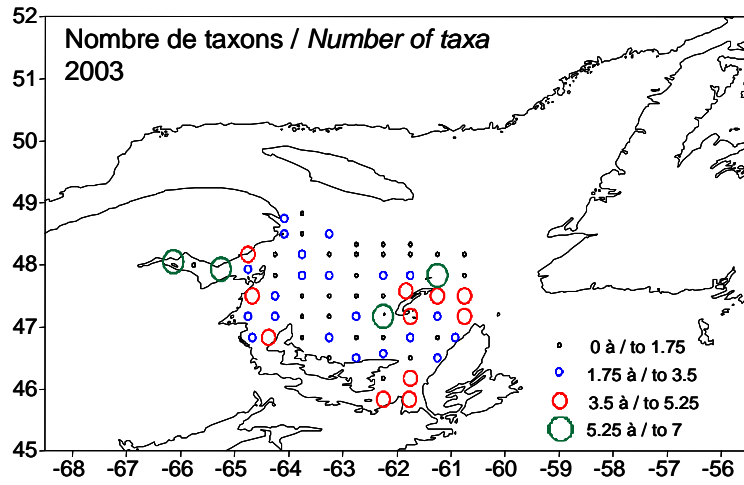 Nombre de taxons / Number of taxa
2003
52
51
50
49
48
47
46
45
0 à / to 1.75
1.75 à / to 3.5
3.5 à / to 5.25
5.25 à / to 7
-68 -67 -66 -65 -64 -63 -62 -61 -60 -59 -58 -57 -56